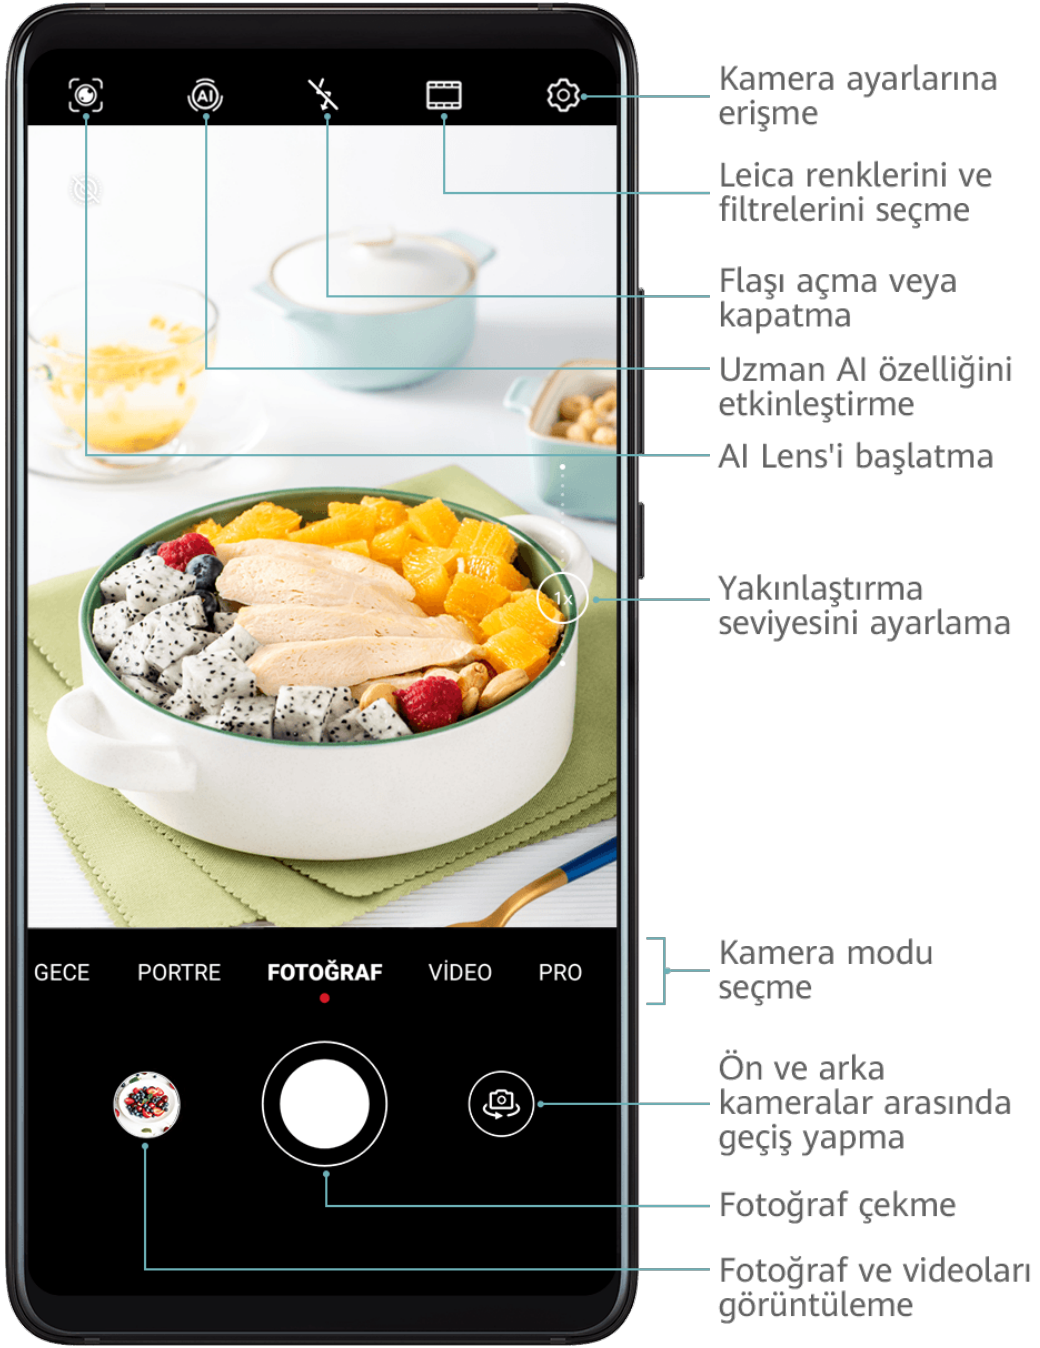 AI
Kamera ayarlarına
erişme
Leica renklerini ve
filtrelerini seçme
Flaşı açma veya
kapatma
Uzman AI özelliğini
etkinleştirme
AI Lens'i başlatma
1x
Yakınlaştırma
seviyesini ayarlama
GECE PORTRE FOTOĞRAF VİDEO PRO
Kamera modu
seçme
Ön ve arka
kameralar arasında
geçiş yapma
Fotoğraf çekme
Fotoğraf ve videoları
görüntüleme